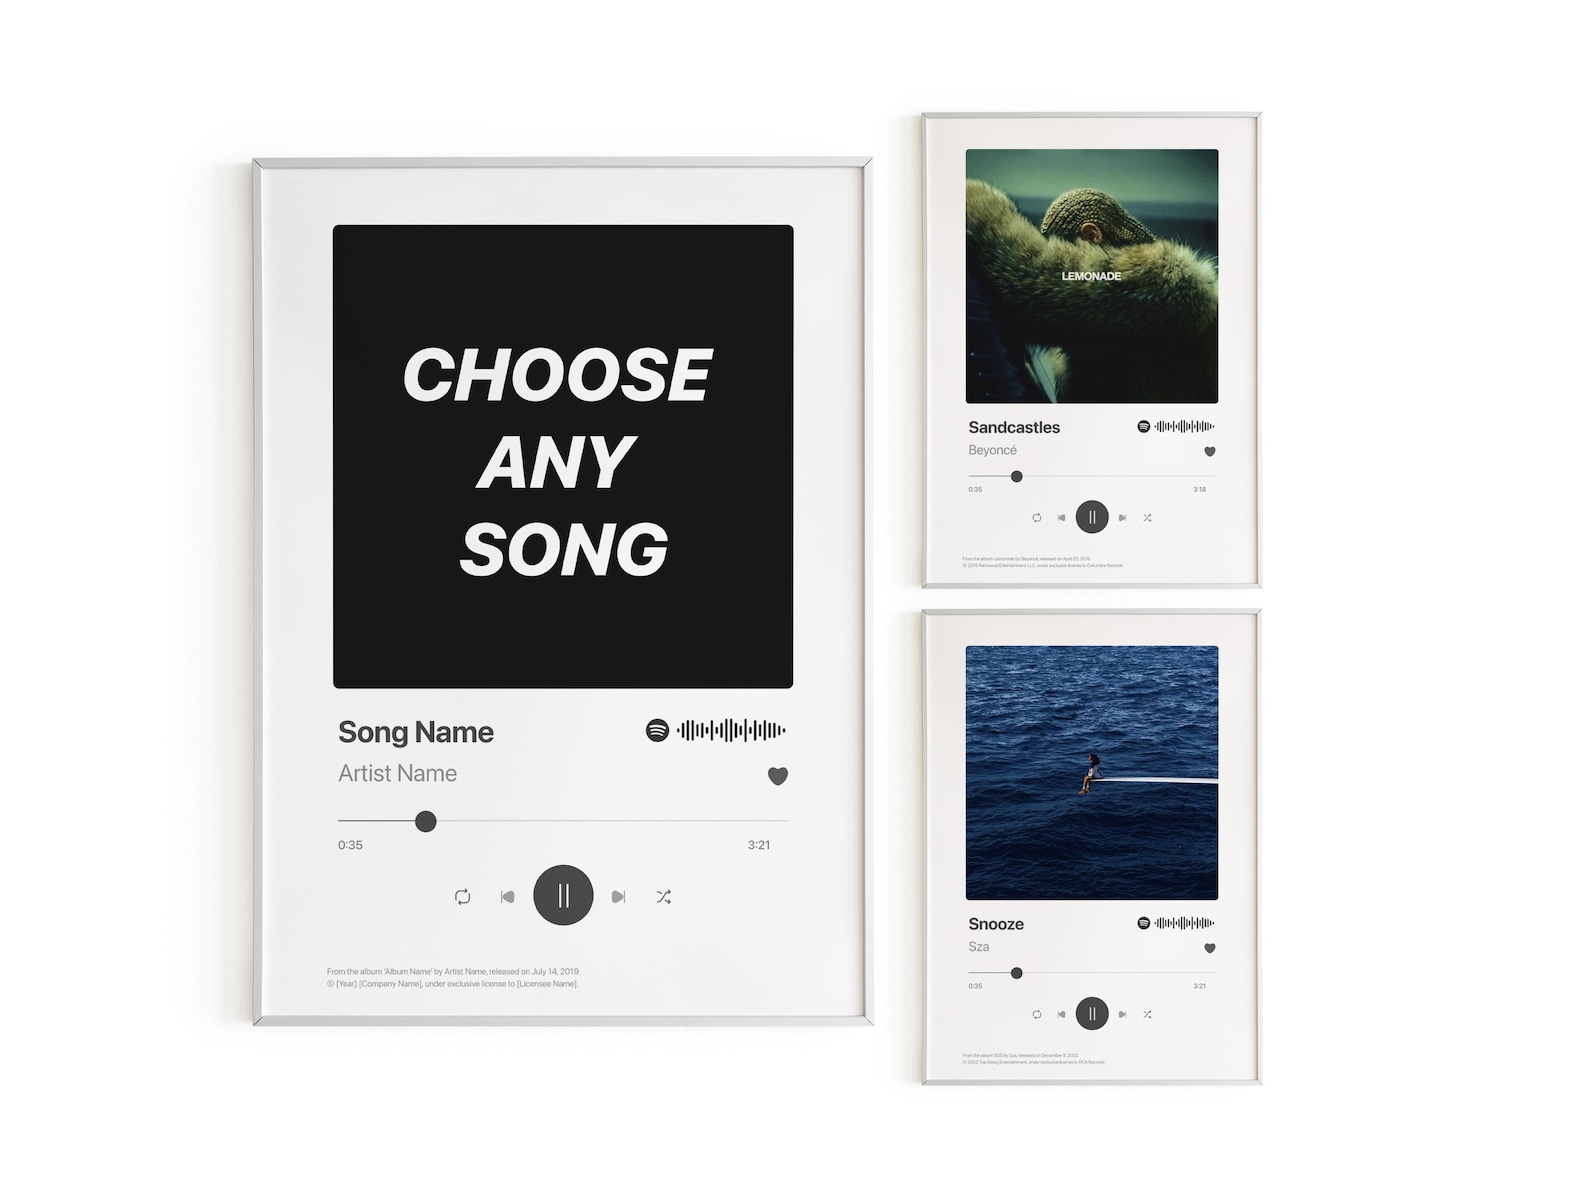 CHOOSE
ANY
SONG
Song Name
Artist Name
0:35
3:21
From the album 'Album Name' by Artist Name, released on July 14, 2019.
© [Year] [Company Name], under exclusive license to [Licensee Name].
LEMONADE
Sandcastles
Beyoncé
0:35
3:18
From the album Lemonade by Beyoncé, released on April 23, 2016.
© 2019 Parkwood Entertainment LLC, under exclusive license to Columbia Records
Snooze
Sza
0:35
3:21
From the album SOS by Sza, released on December 9, 2022.
© 2022 Top Dawg Entertainment, under exclusive license to RCA Records